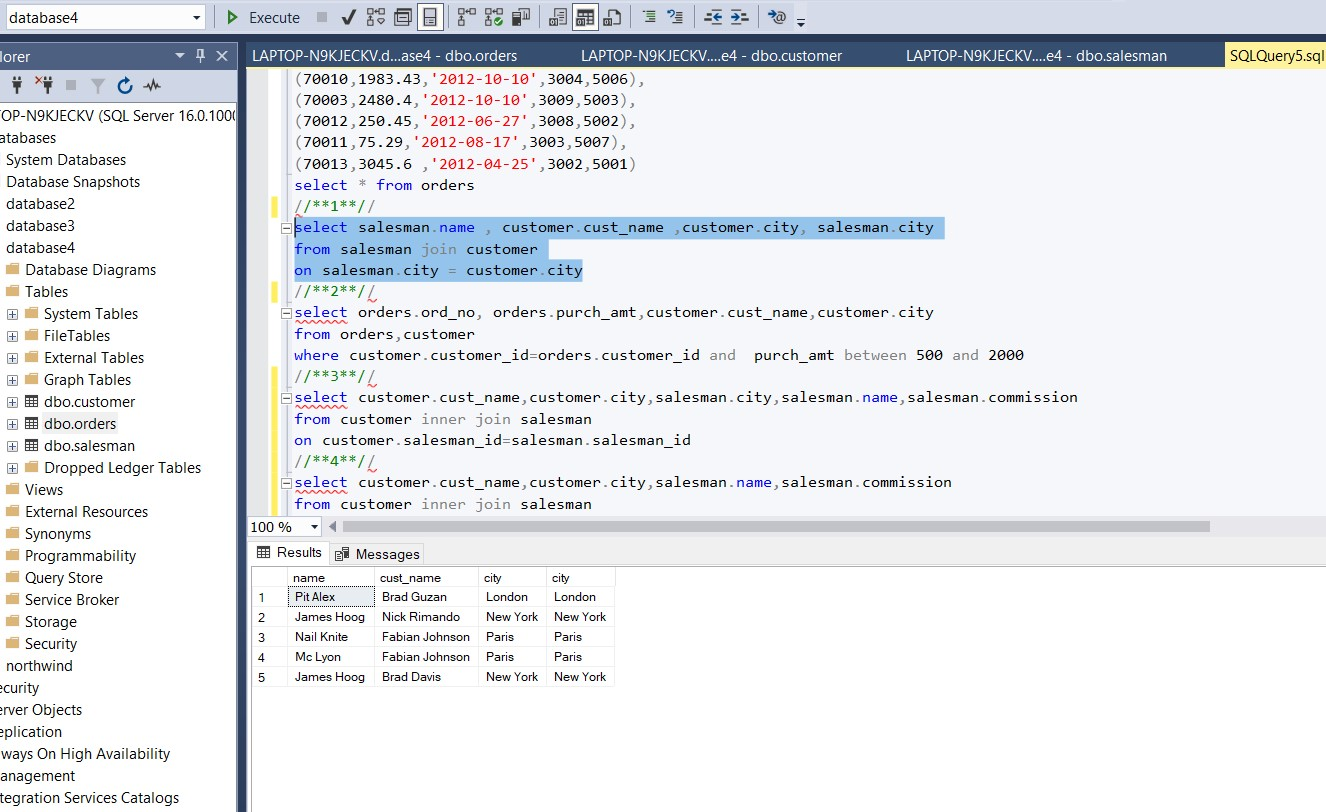 database4
Execute
lorer
TOP-N9KJECKV (SQL Server 16.0.1000
atabases
System Databases
Database Snapshots
database2
database3
database4
Database Diagrams
Tables
System Tables
FileTables
External Tables
Graph Tables
dbo.customer
dbo.orders
dbo.salesman
Dropped Ledger Tables
Views
External Resources
Synonyms
Programmability
Query Store
Service Broker
Storage
Security
northwind
ecurity
erver Objects
eplication
ways On High Availability
anagement
tegration Services Catalogs
LAPTOP-N9KJECKV.d...ase4 - dbo.orders
LAPTOP-N9KJECKV....e4 - dbo.customer
LAPTOP-N9KJECKV....e4 - dbo.salesman
SQLQuery5.sql
(70010,1983.43,'2012-10-10',3004,5006),
(70003,2480.4,'2012-10-10',3009,5003),
(70012,250.45,'2012-06-27',3008,5002),
(70011,75.29,'2012-08-17',3003,5007),
(70013,3045.6 ,'2012-04-25',3002,5001)
select * from orders
//**1**//
select salesman.name , customer.cust_name ,customer.city, salesman.city
from salesman join customer
on salesman.city = customer.city
//**2**//
select orders.ord_no, orders.purch_amt,customer.cust_name,customer.city
from orders,customer
where customer.customer_id=orders.customer_id and  purch_amt between 500 and 2000
//**3**//
select customer.cust_name,customer.city,salesman.city,salesman.name,salesman.commission
from customer inner join salesman
on customer.salesman_id=salesman.salesman_id
//**4**//
select customer.cust_name,customer.city,salesman.name,salesman.commission
from customer inner join salesman
100 %
Results Messages
name cust_name city city
1 Pit Alex Brad Guzan London London
2 James Hoog Nick Rimando New York New York
3 Nail Knite Fabian Johnson Paris Paris
4 Mc Lyon Fabian Johnson Paris Paris
5 James Hoog Brad Davis New York New York